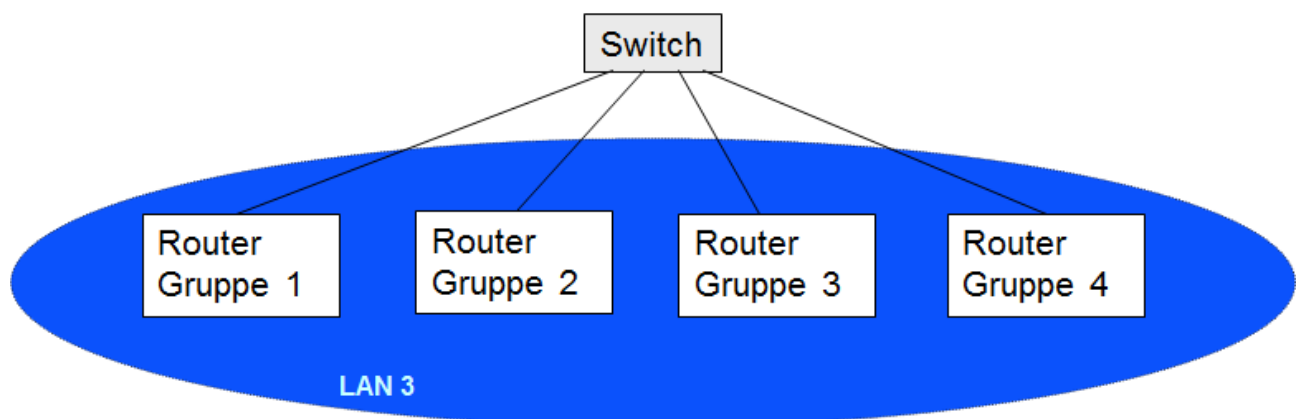 Switch
Router
Gruppe 1
Router
Gruppe 2
Router
Gruppe 3
Router
Gruppe 4
LAN 3